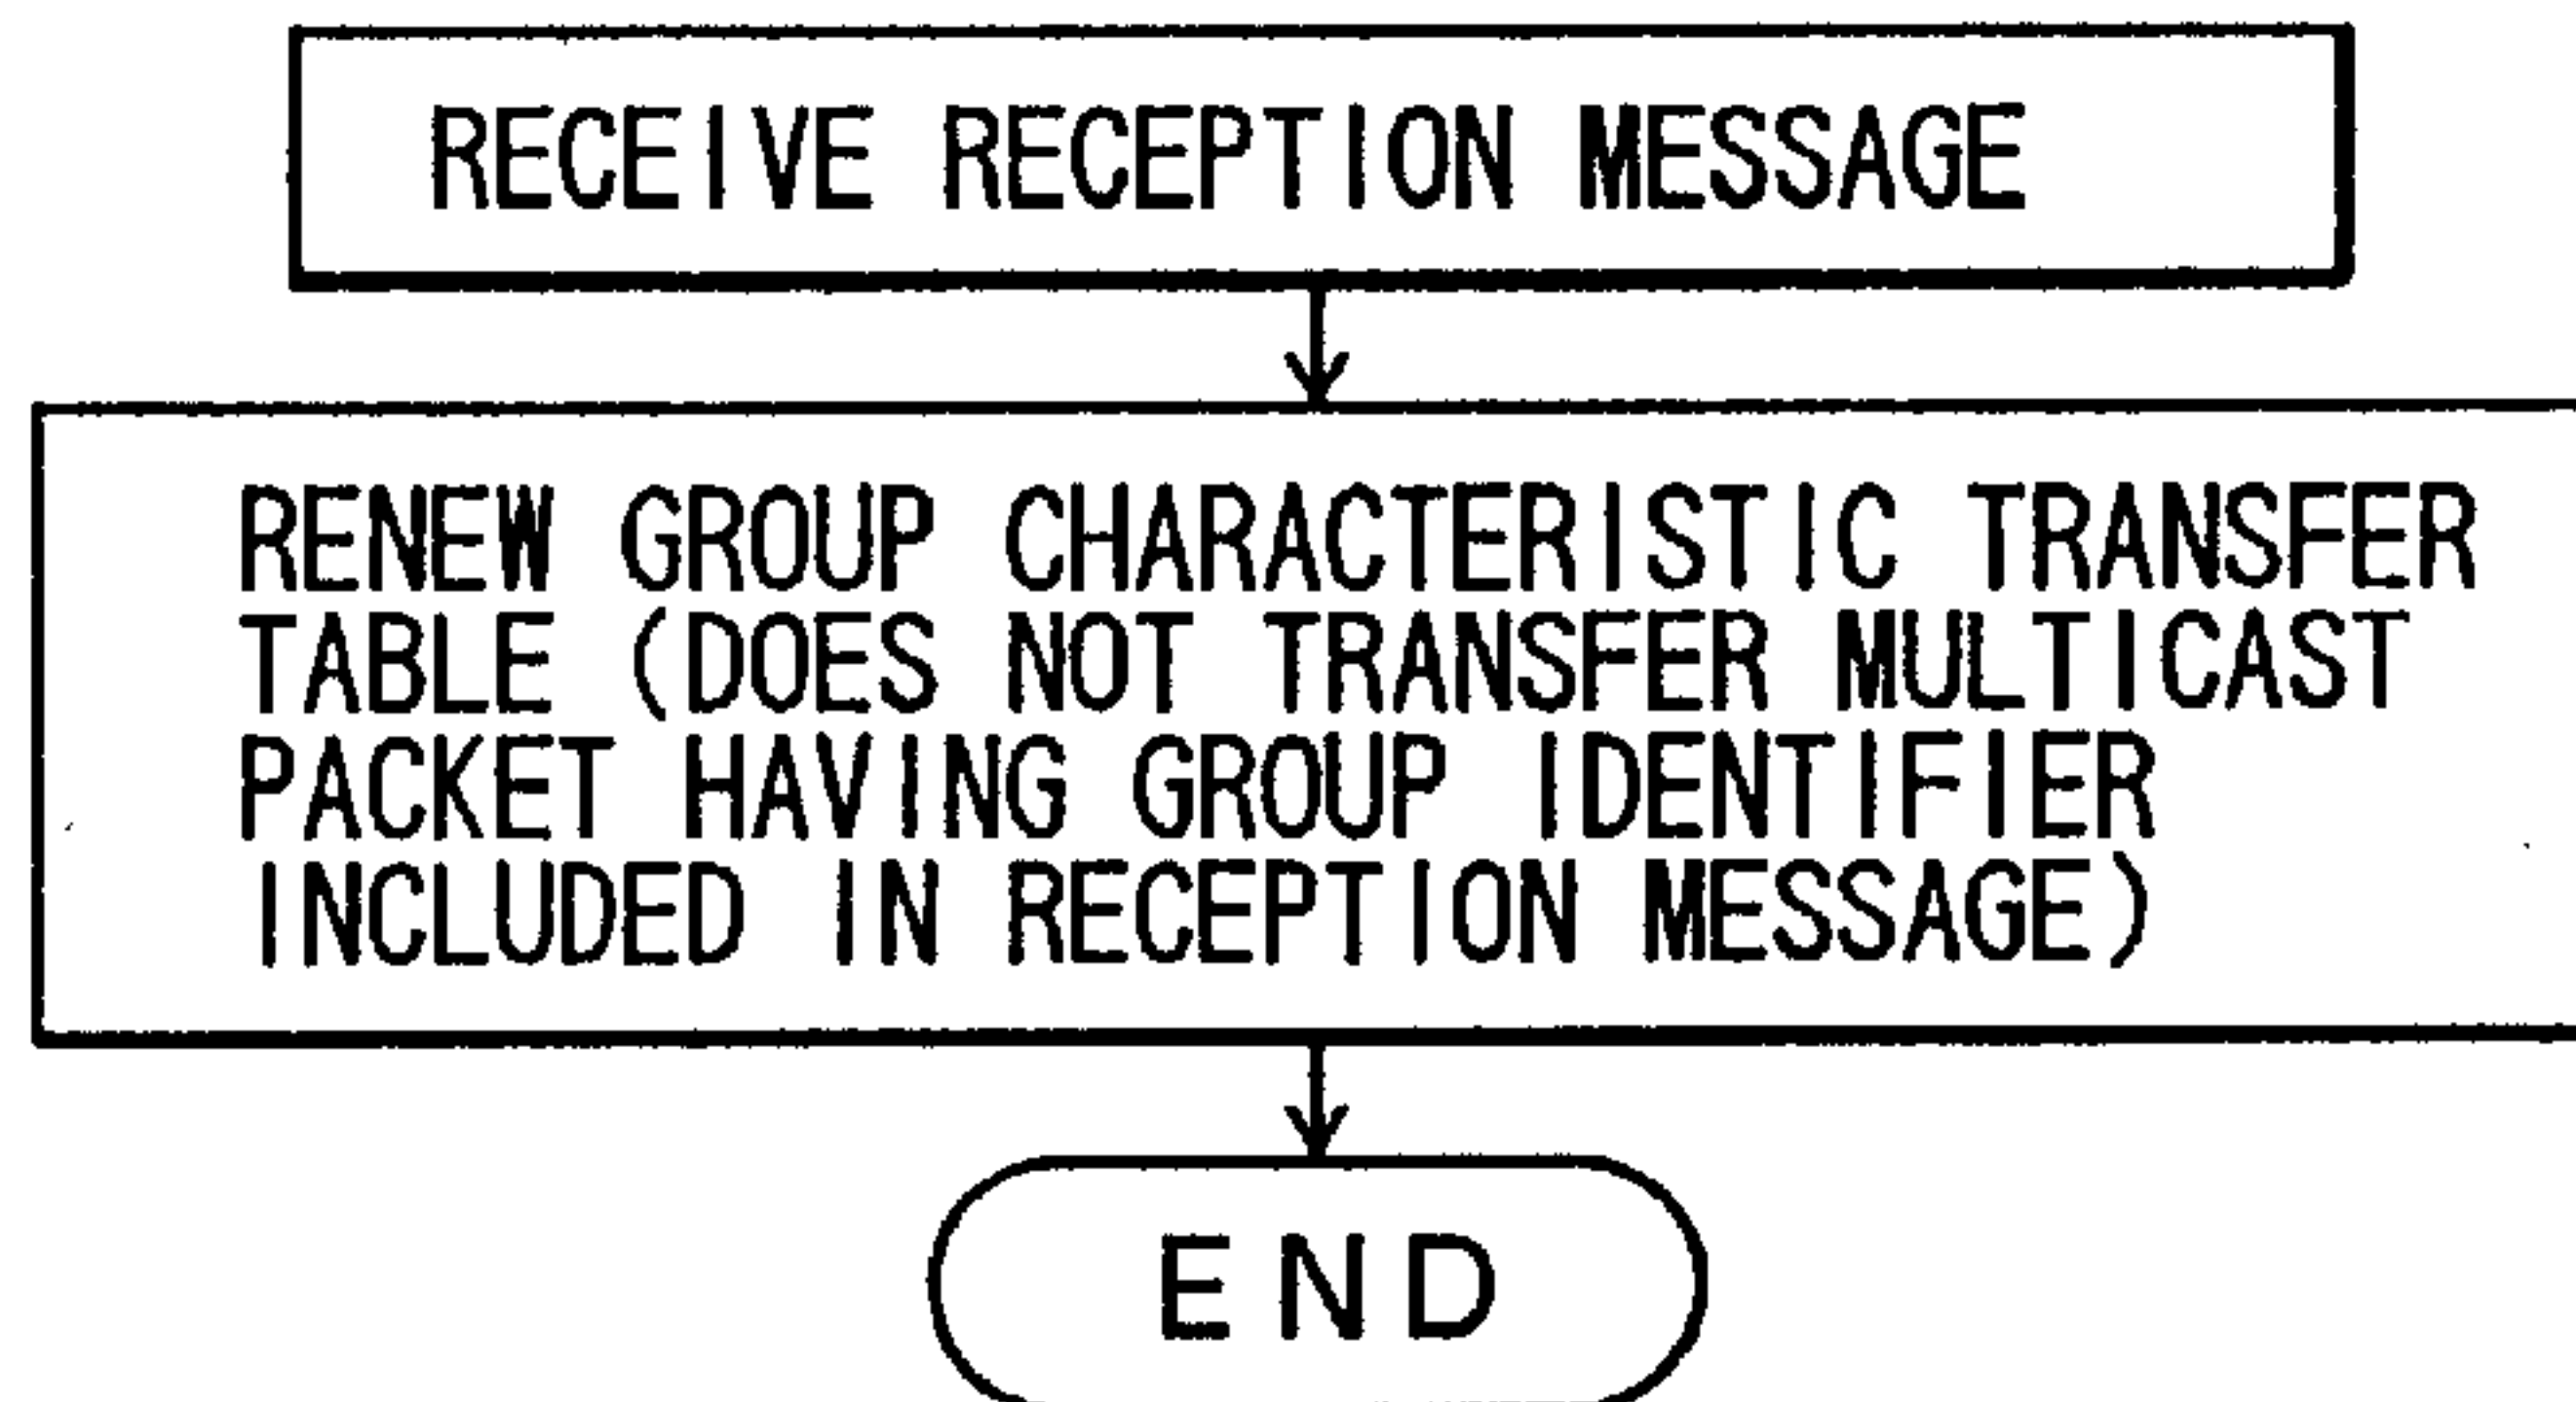 RECEIVE RECEPTION MESSAGE
RENEW GROUP CHARACTERISTIC TRANSFER
TABLE (DOES NOT TRANSFER MULTICAST
PACKET HAVING GROUP IDENTIFIER
INCLUDED IN RECEPTION MESSAGE)
END